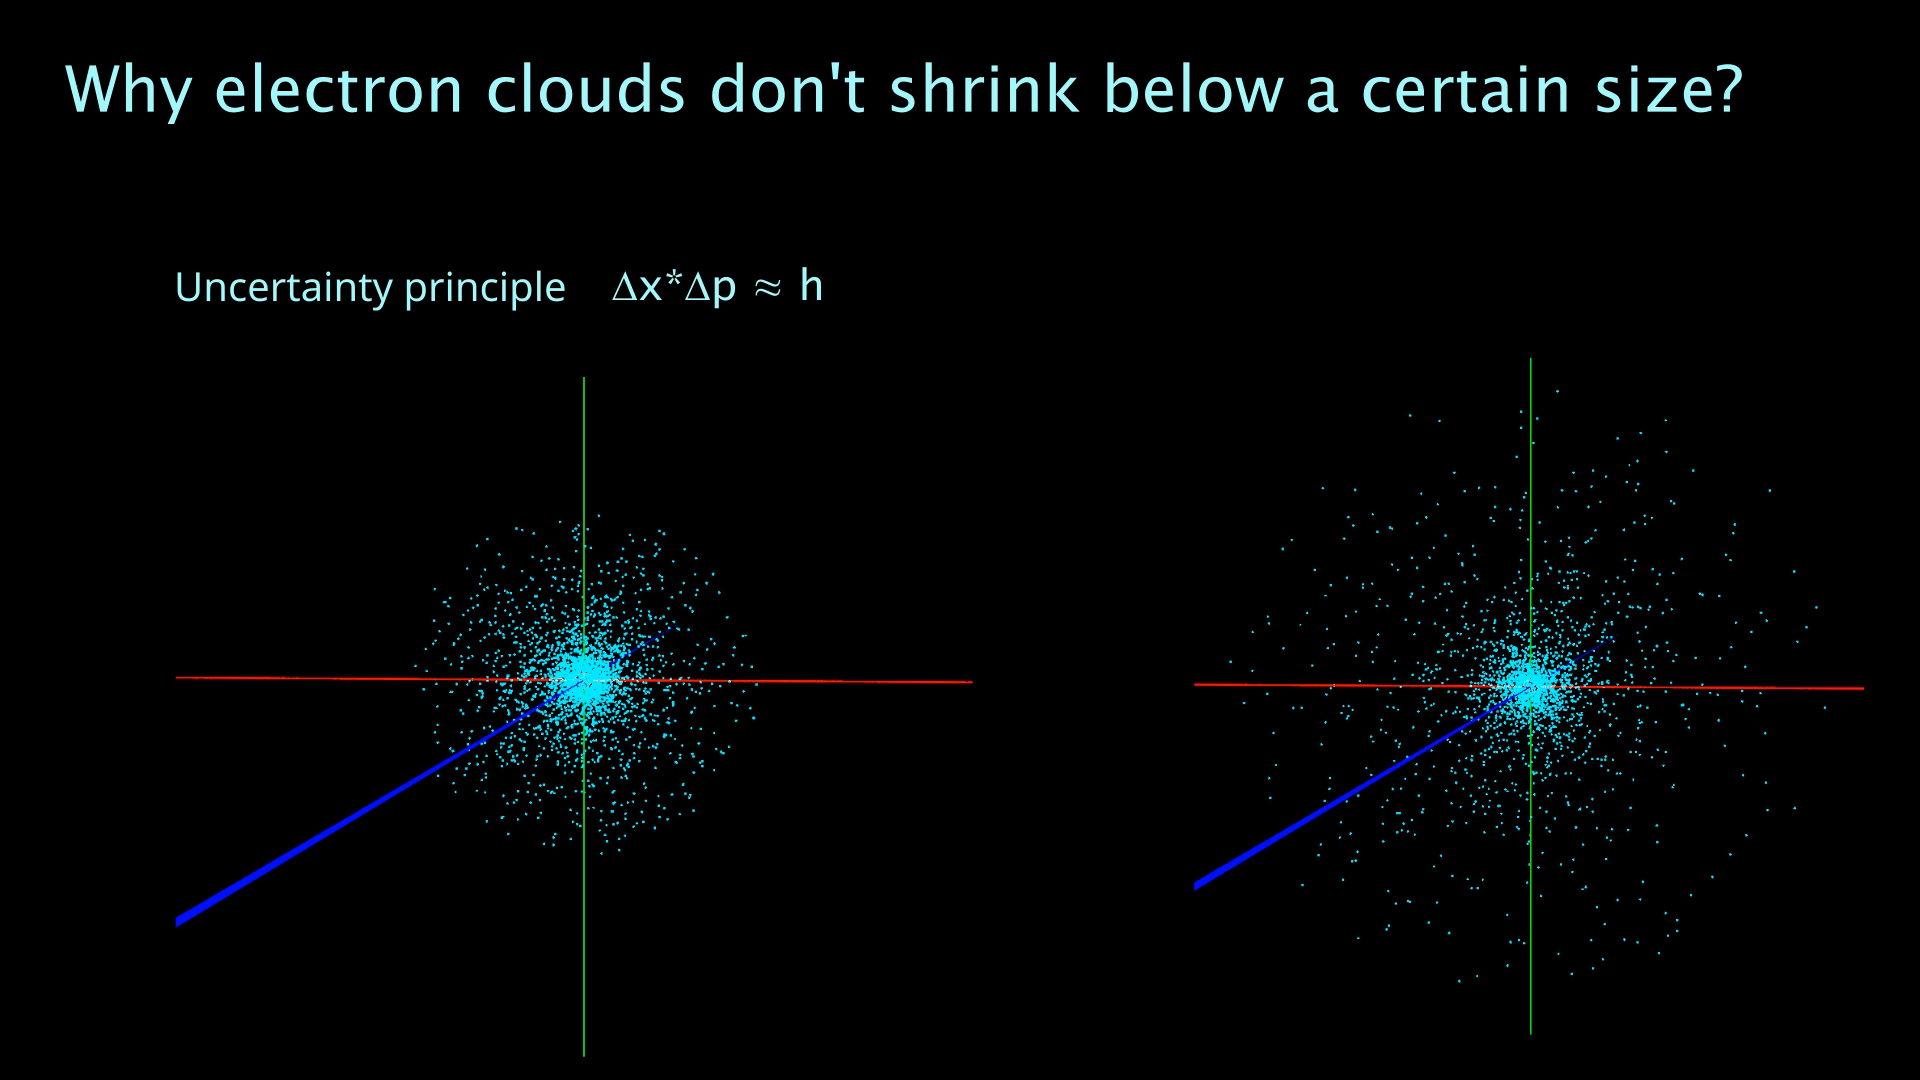 Why electron clouds don't shrink below a certain size?
Uncertainty principle Δx*Δp ≈ h